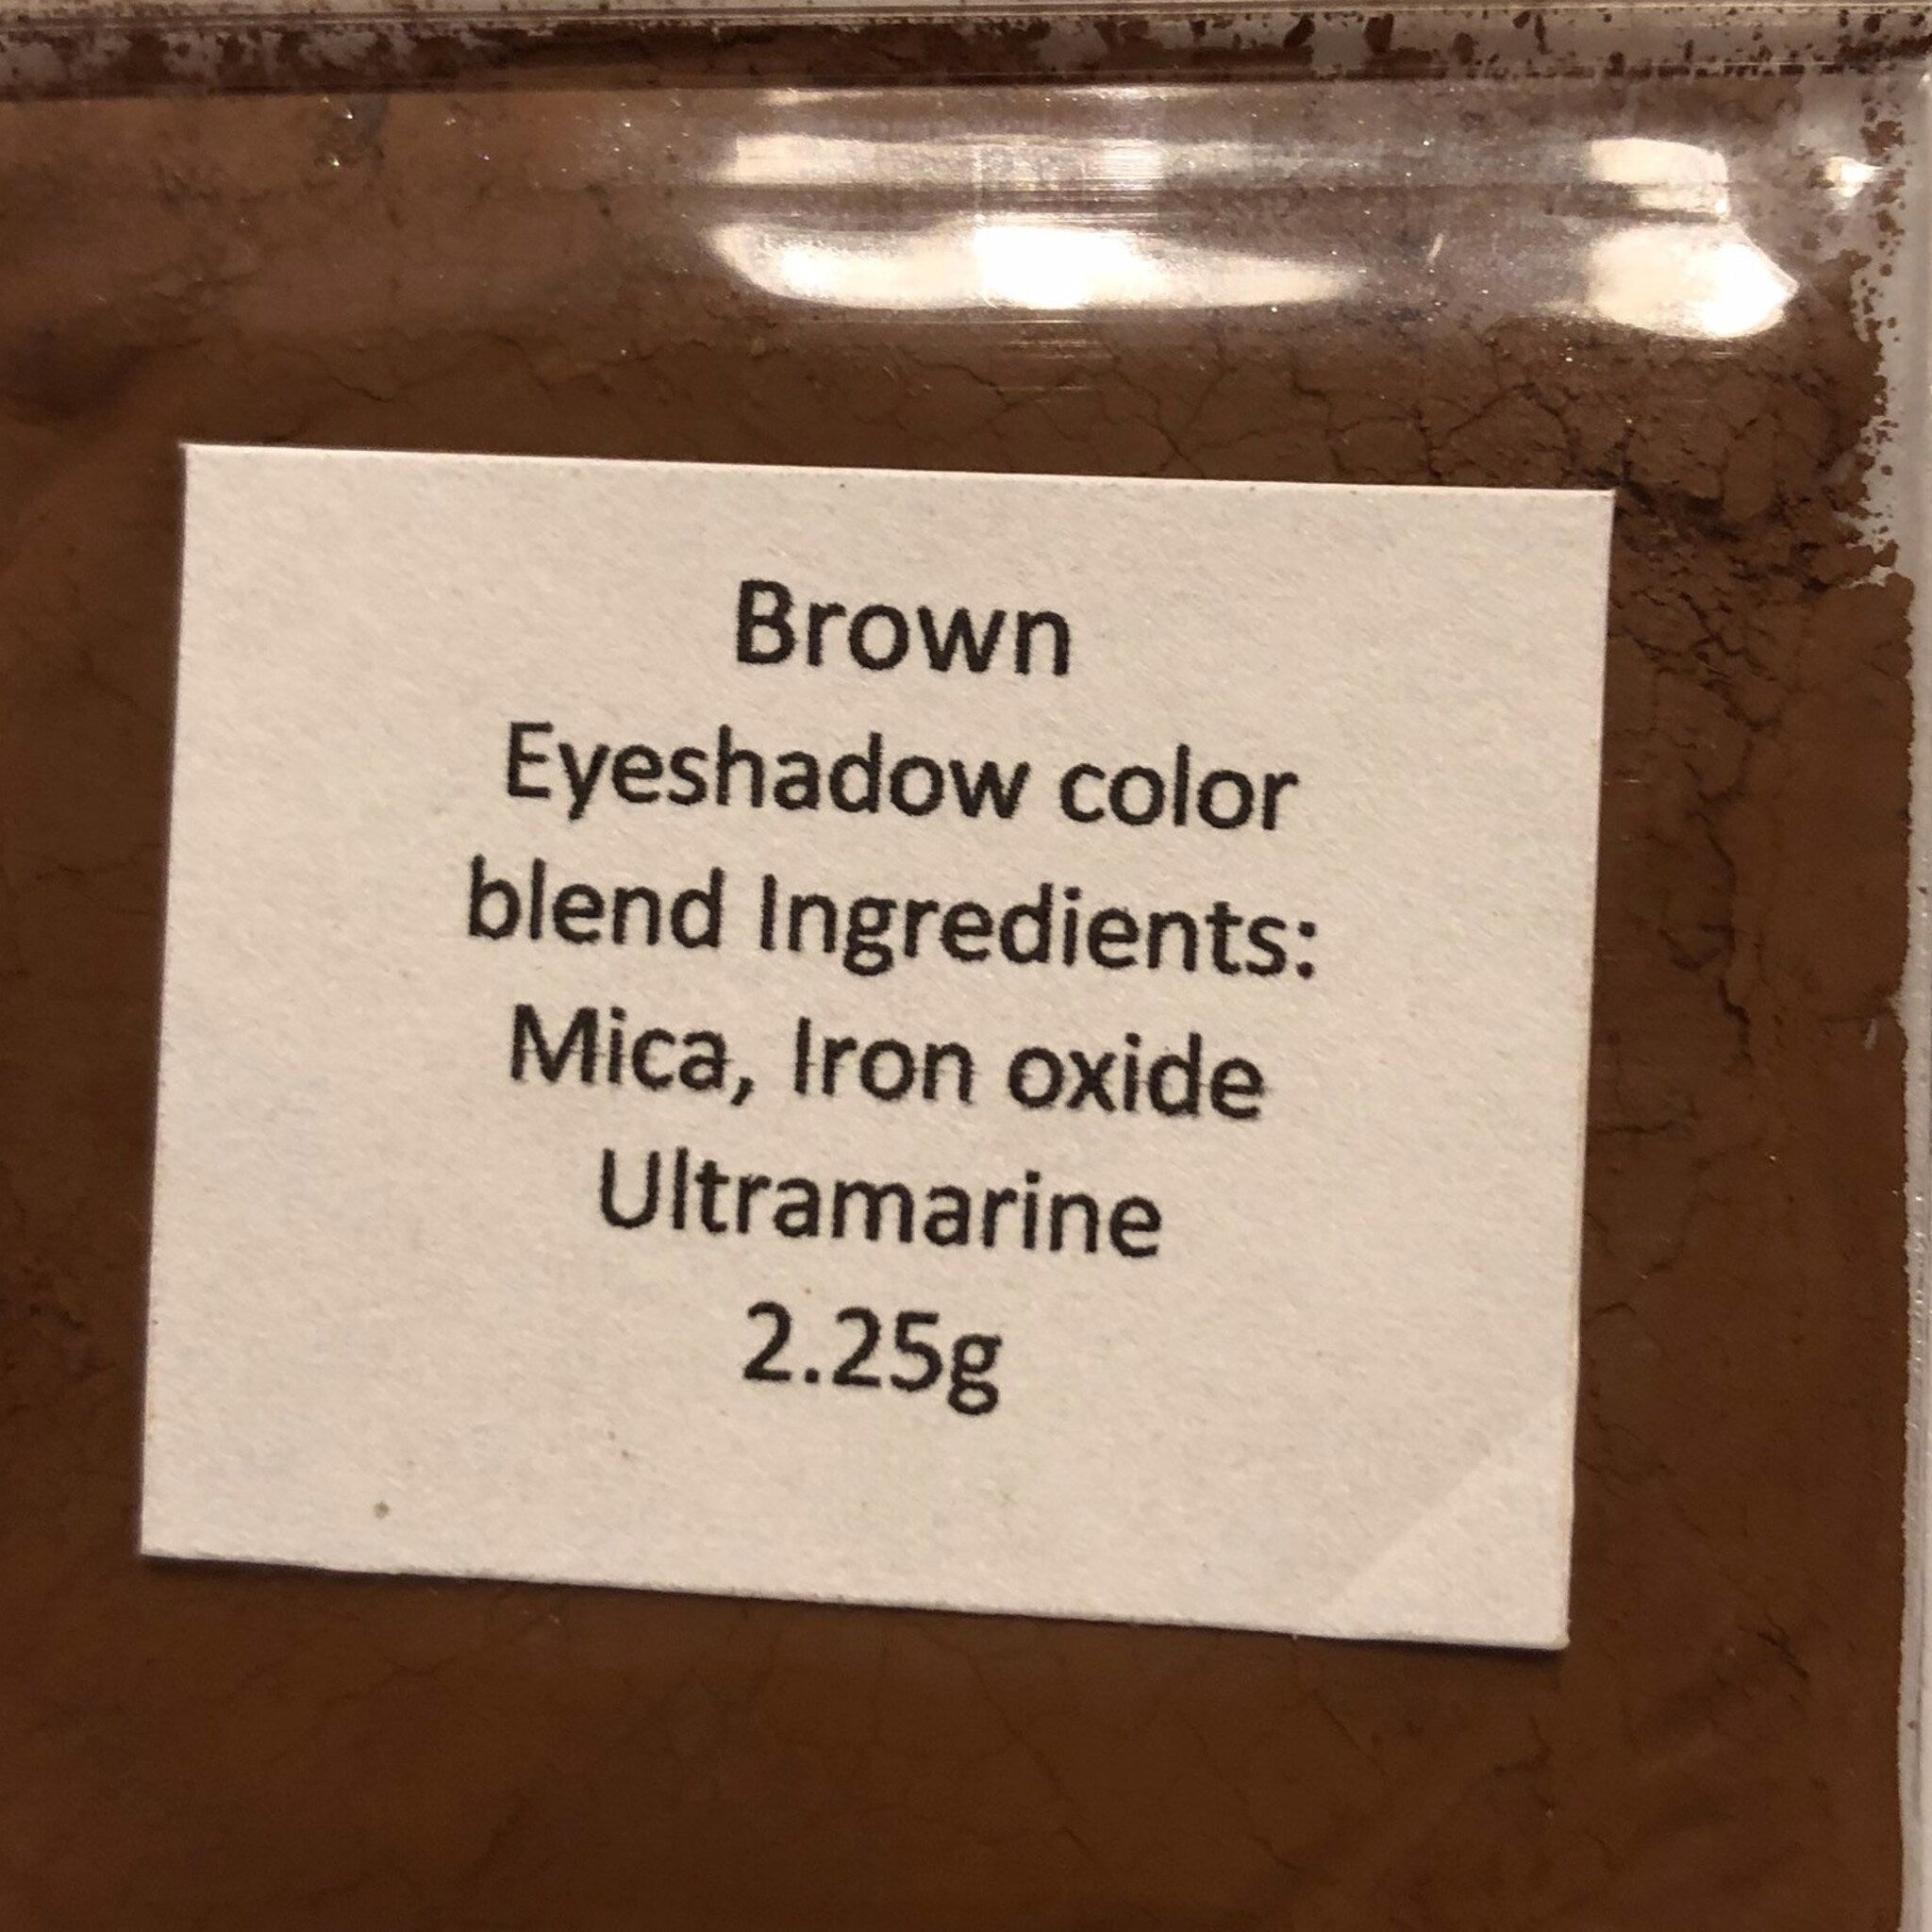 Brown
Eyeshadow color
blend Ingredients:
Mica, Iron oxide
Ultramarine
2.25g